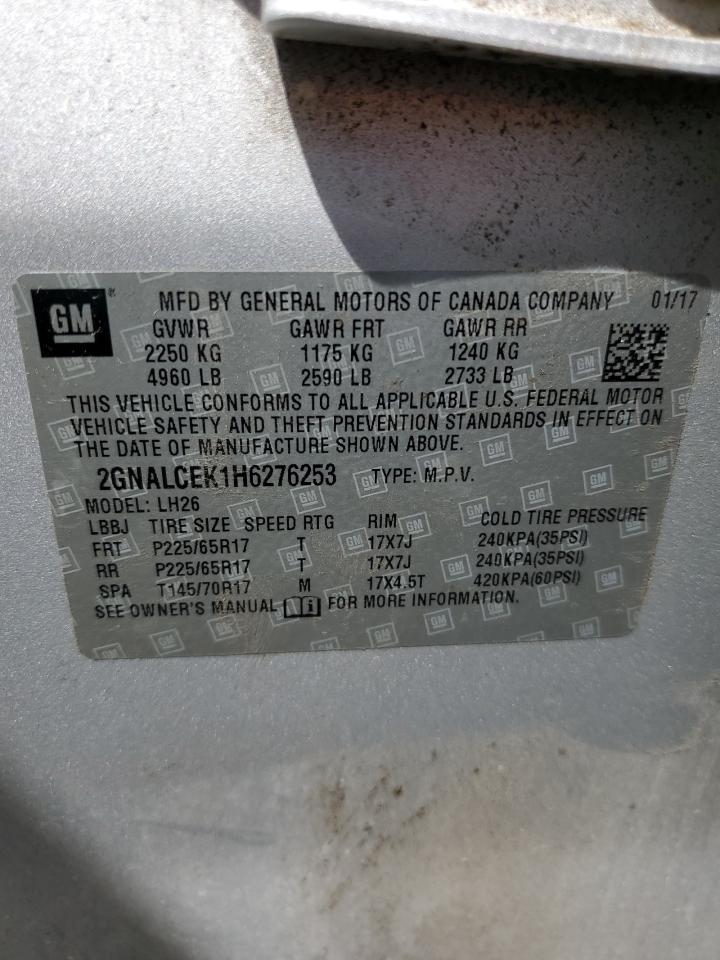 GM ® MFD BY GENERAL MOTORS OF CANADA COMPANY 01/17
GVWR GAWR FRT GAWR RR
2250 KG 1175 KG 1240 KG
4960 LB 2590 LB 2733 LB
THIS VEHICLE CONFORMS TO ALL APPLICABLE U.S. FEDERAL MOTOR
VEHICLE SAFETY AND THEFT PREVENTION STANDARDS IN EFFECT ON
THE DATE OF MANUFACTURE SHOWN ABOVE.
2GNALCEK1H6276253 TYPE: M.P.V.
MODEL: LH26
LBBJ TIRE SIZE SPEED RTG RIM COLD TIRE PRESSURE
FRT P225/65R17 T 17X7J 240KPA(35PSI)
RR P225/65R17 T 17X7J 240KPA(35PSI)
SPA T145/70R17 M 17X4.5T 420KPA(60PSI)
SEE OWNER'S MANUAL FOR MORE INFORMATION.